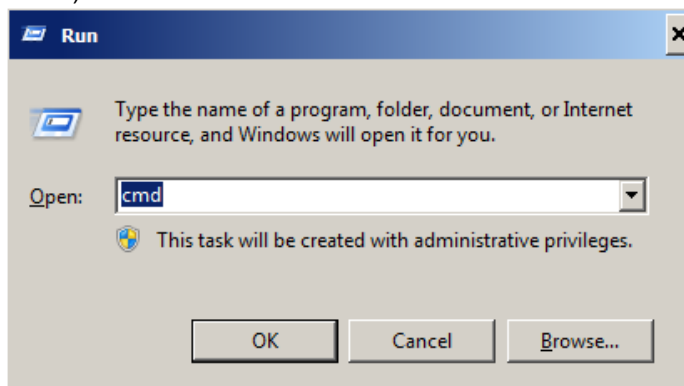 Run
Type the name of a program, folder, document, or Internet
resource, and Windows will open it for you.
Open: cmd
This task will be created with administrative privileges.
OK Cancel Browse...